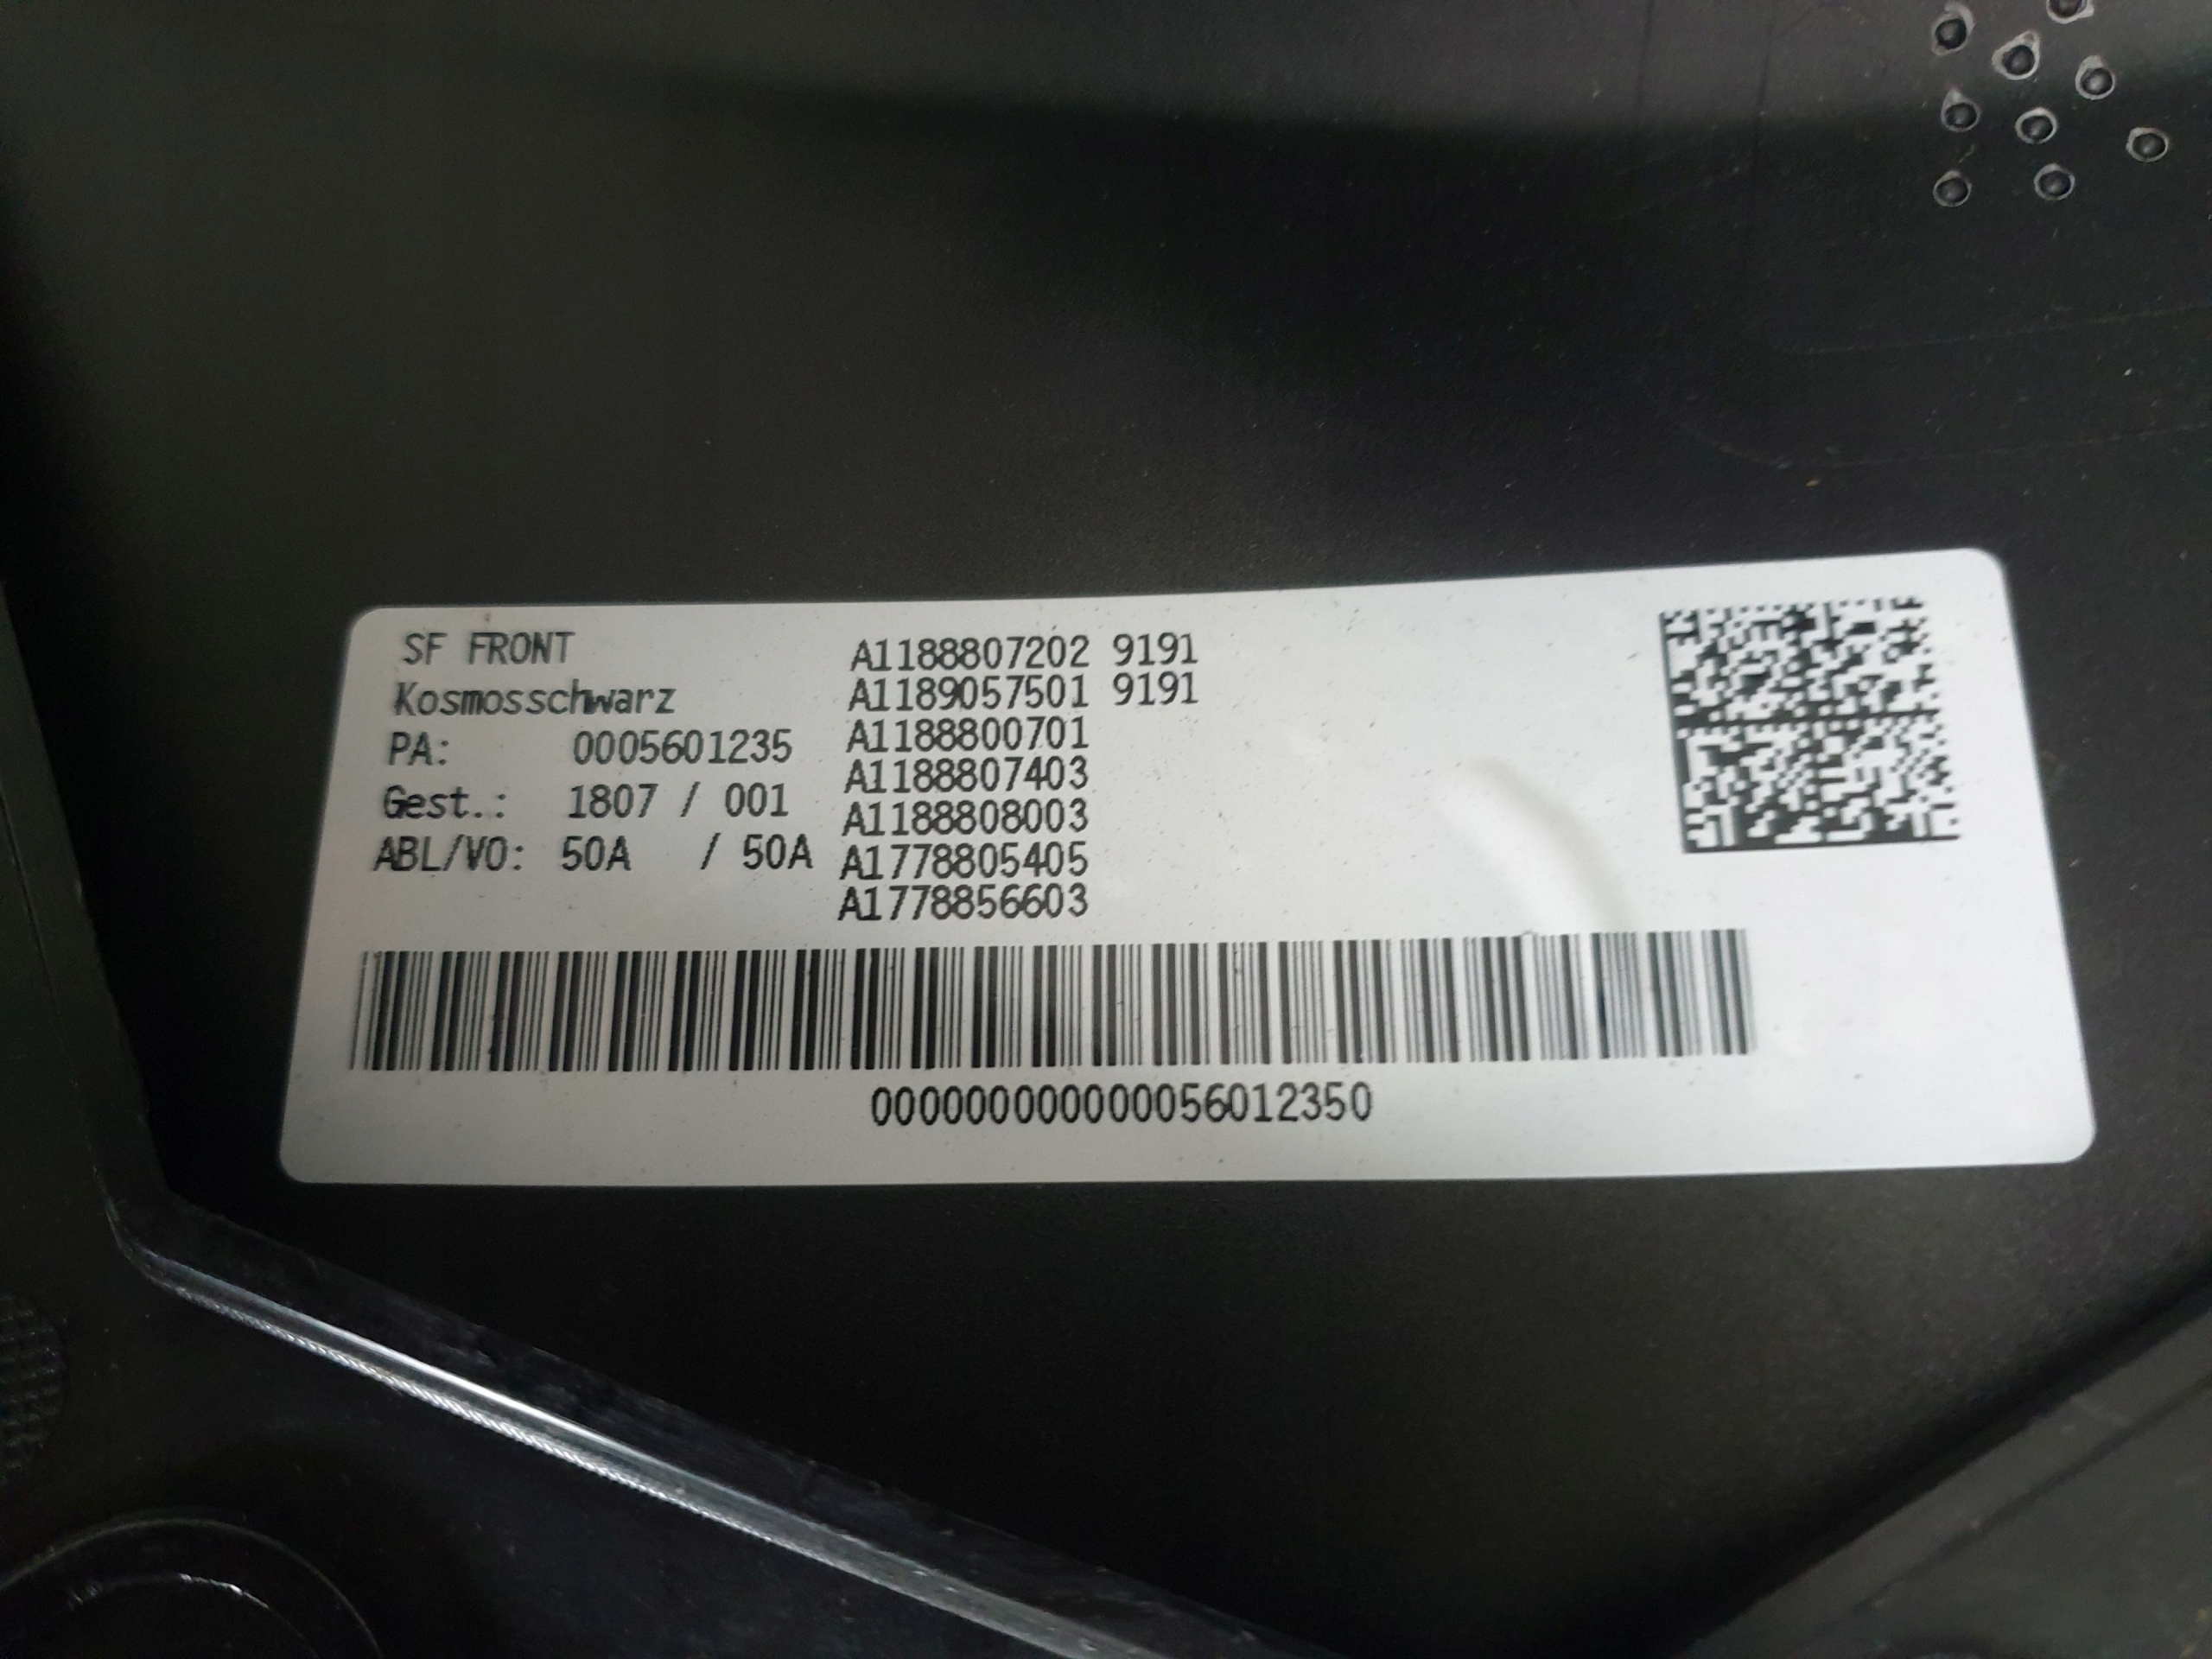 SF FRONT
Kosmosschwarz
PA: 0005601235
Gest.: 1807 / 001
ABL/VO: 50A / 50A
A1188807202 9191
A1189057501 9191
A1188800701
A1188807403
A1188808003
A1778805405
A1778856603
000000000000056012350